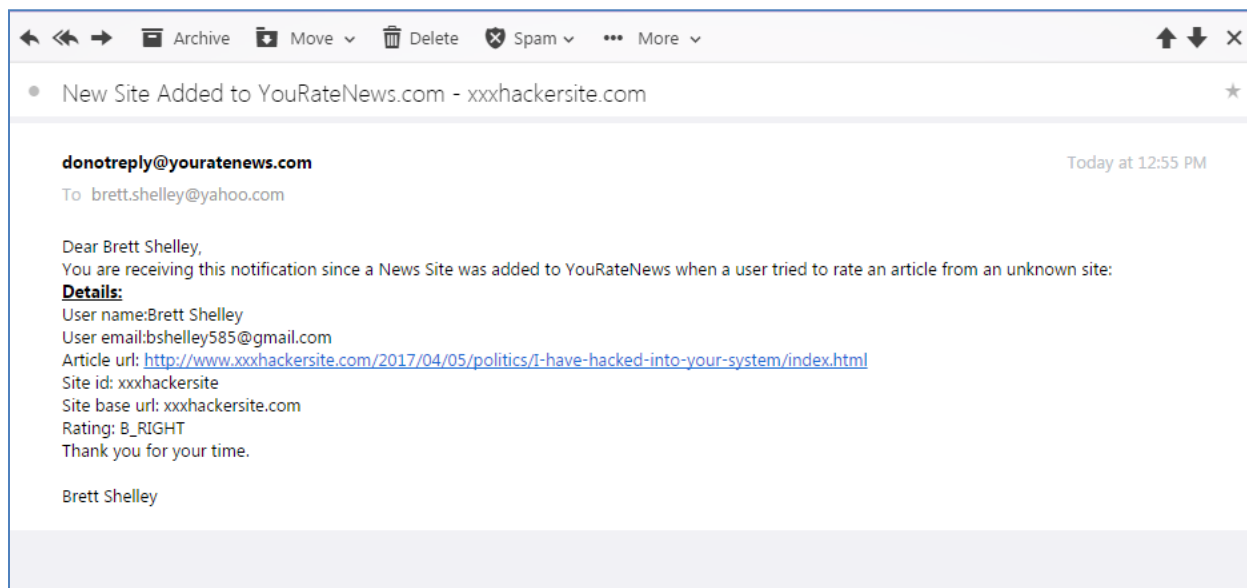 Archive Move Delete Spam More
New Site Added to YouRateNews.com - xxxhackersite.com
donotreply@youratenews.com Today at 12:55 PM
To brett.shelley@yahoo.com
Dear Brett Shelley,
You are receiving this notification since a News Site was added to YouRateNews when a user tried to rate an article from an unknown site:
Details:
User name:Brett Shelley
User email:bshelley585@gmail.com
Article url: http://www.xxxhackersite.com/2017/04/05/politics/I-have-hacked-into-your-system/index.html
Site id: xxxhackersite
Site base url: xxxhackersite.com
Rating: B_RIGHT
Thank you for your time.
Brett Shelley